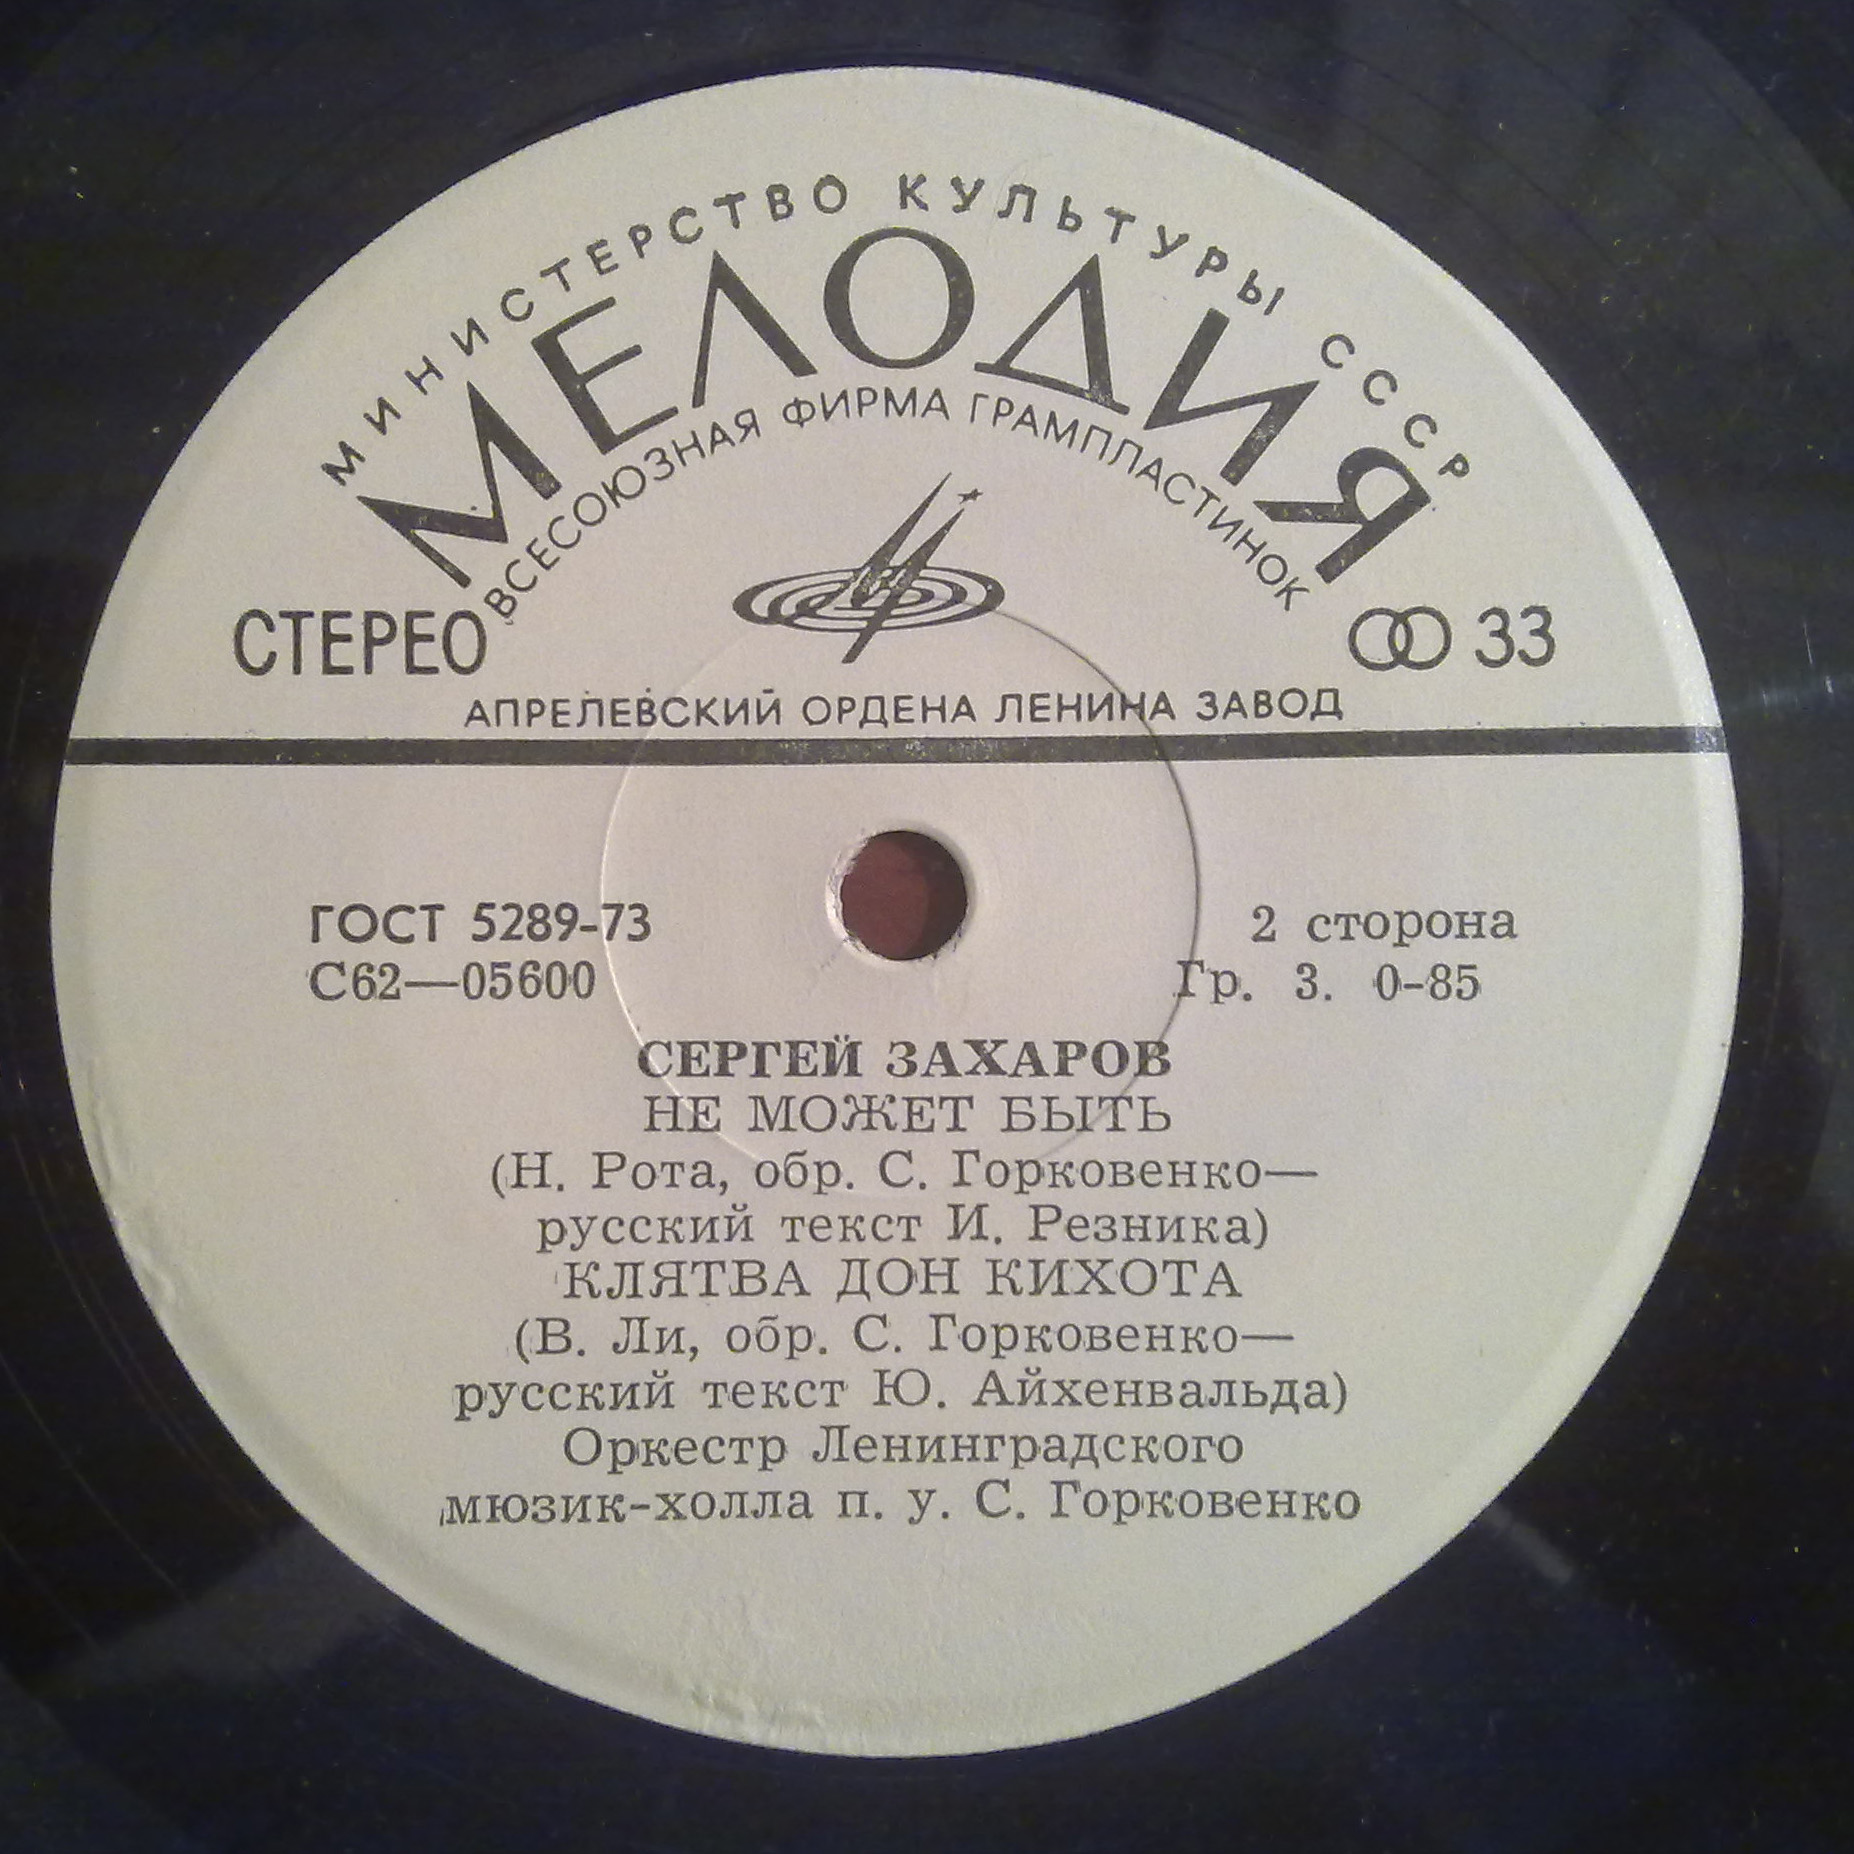 МИНИСТЕРСТВО КУЛЬТУРЫ СССР
МЕЛОДИЯ
ВСЕСОЮЗНАЯ ФИРМА ГРАМПЛАСТИНОК
СТЕРЕО
33
АПРЕЛЕВСКИЙ ОРДЕНА ЛЕНИНА ЗАВОД
ГОСТ 5289-73
2 сторона
С62—05600
Гр. 3. 0-85
СЕРГЕЙ ЗАХАРОВ
НЕ МОЖЕТ БЫТЬ
(Н. Рота, обр. С. Горковенко—
русский текст И. Резника)
КЛЯТВА ДОН КИХОТА
(В. Ли, обр. С. Горковенко—
русский текст Ю. Айхенвальда)
Оркестр Ленинградского
мюзик-холла п. у. С. Горковенко